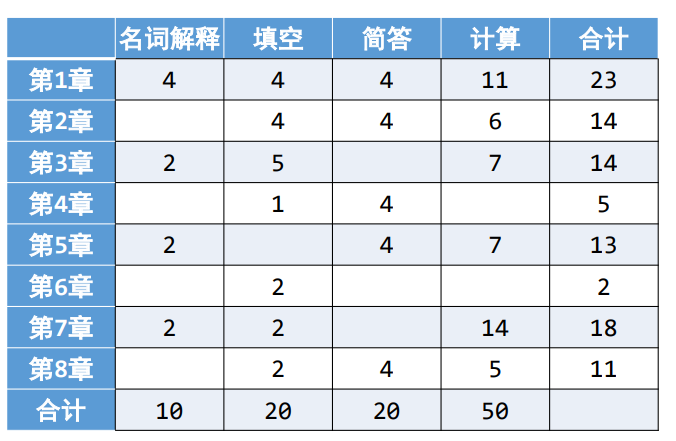 名词解释 填空 简答 计算 合计
第1章 4 4 4 11 23
第2章 4 4 6 14
第3章 2 5 7 14
第4章 1 4 5
第5章 2 4 7 13
第6章 2 2
第7章 2 2 14 18
第8章 2 4 5 11
合计 10 20 20 50